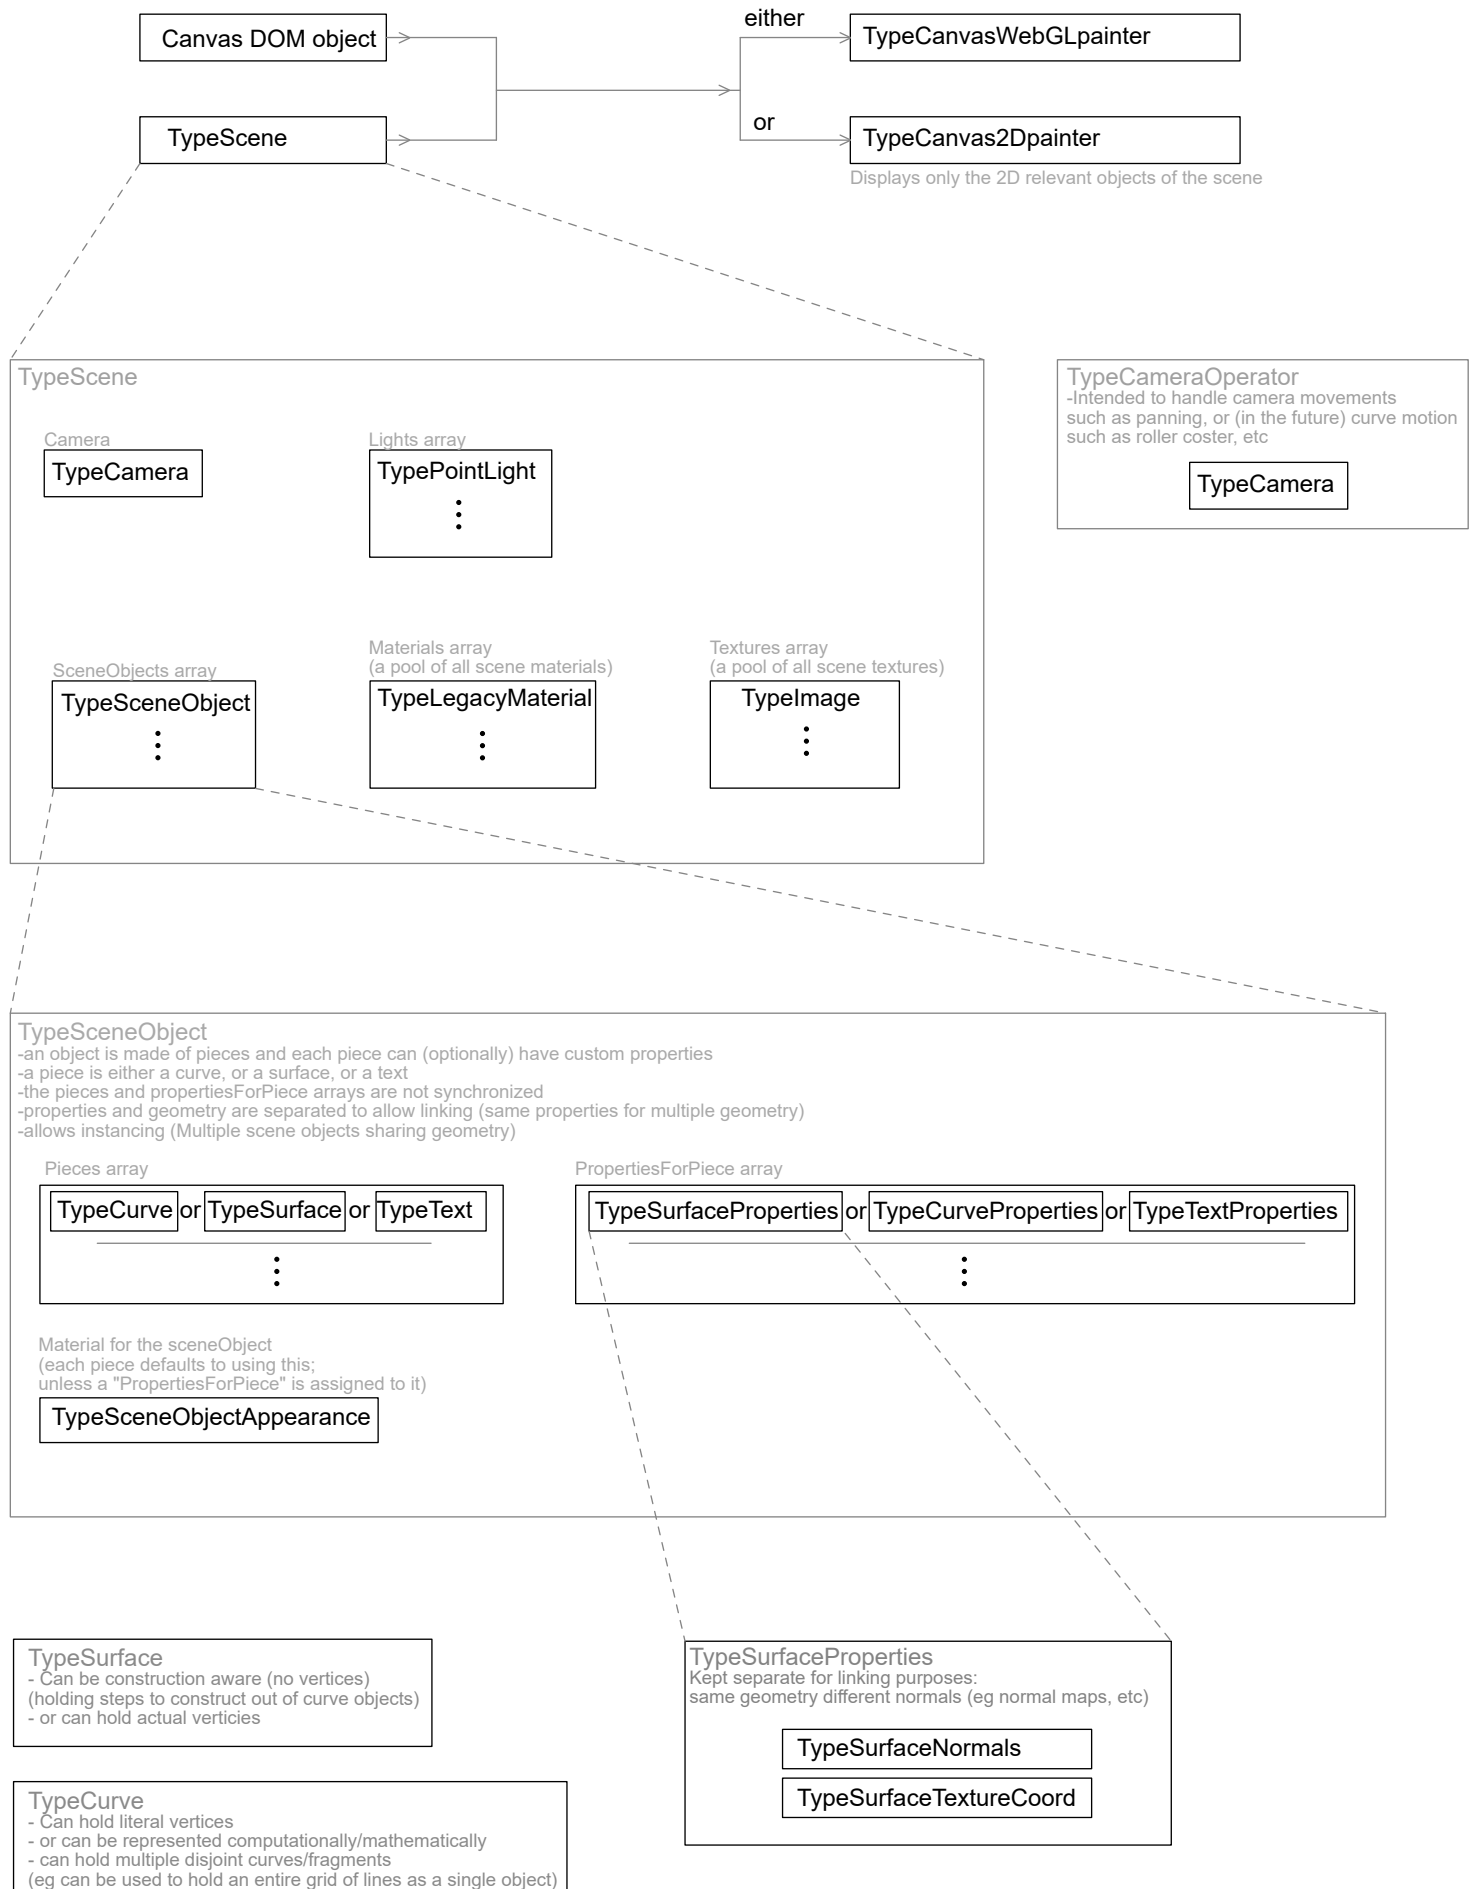 either
Canvas DOM object
TypeCanvasWebGLpainter
or
TypeScene
TypeCanvas2Dpainter
Displays only the 2D relevant objects of the scene
TypeScene
Camera
TypeCamera
Lights array
TypePointLight
TypeCameraOperator
-Intended to handle camera movements
such as panning, or (in the future) curve motion
such as roller coster, etc
TypeCamera
SceneObjects array
TypeSceneObject
Materials array
(a pool of all scene materials)
TypeLegacyMaterial
Textures array
(a pool of all scene textures)
TypeImage
TypeSceneObject
-an object is made of pieces and each piece can (optionally) have custom properties
-a piece is either a curve, or a surface, or a text
-the pieces and propertiesForPiece arrays are not synchronized
-properties and geometry are separated to allow linking (same properties for multiple geometry)
-allows instancing (Multiple scene objects sharing geometry)
Pieces array
TypeCurve or TypeSurface or TypeText
PropertiesForPiece array
TypeSurfaceProperties or TypeCurveProperties or TypeTextProperties
Material for the sceneObject
(each piece defaults to using this;
unless a "PropertiesForPiece" is assigned to it)
TypeSceneObjectAppearance
TypeSurface
- Can be construction aware (no vertices)
(holding steps to construct out of curve objects)
- or can hold actual verticies
TypeSurfaceProperties
Kept separate for linking purposes:
same geometry different normals (eg normal maps, etc)
TypeSurfaceNormals
TypeSurfaceTextureCoord
TypeCurve
- Can hold literal vertices
- or can be represented computationally/mathematically
- can hold multiple disjoint curves/fragments
(eg can be used to hold an entire grid of lines as a single object)